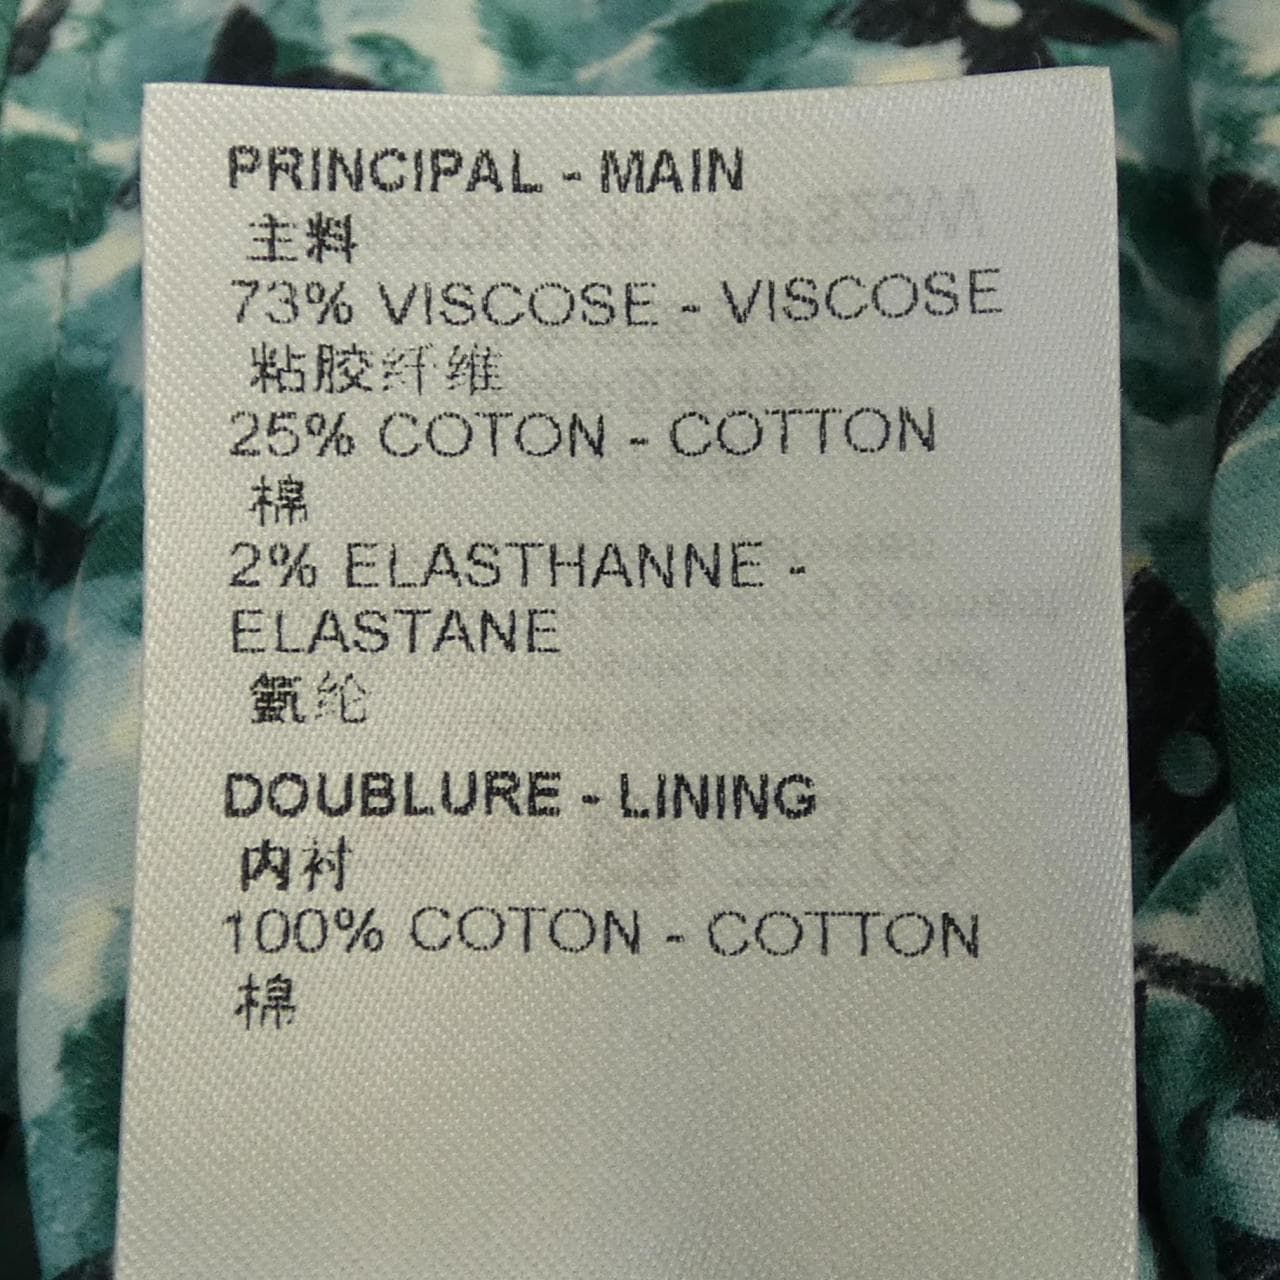 PRINCIPAL - MAIN
主料
73% VISCOSE - VISCOSE
粘胶纤维
25% COTON - COTTON
棉
2% ELASTHANNE -
ELASTANE
氨纶
DOUBLURE - LINING
内衬
100% COTON - COTTON
棉